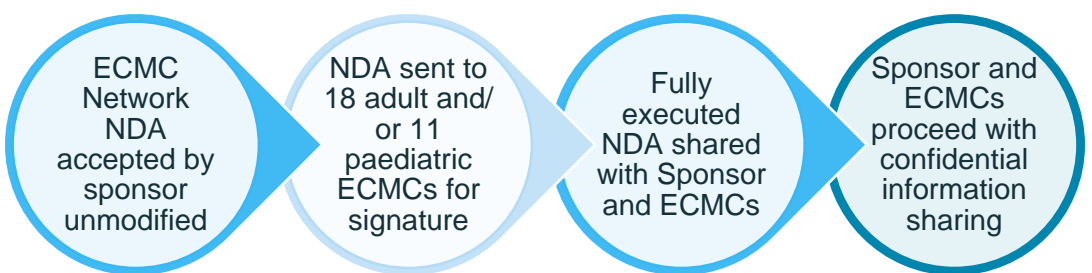 ECMC
Network
NDA
accepted by
sponsor
unmodified
NDA sent to
18 adult and/
or 11
paediatric
ECMCs for
signature
Fully
executed
NDA shared
with Sponsor
and ECMCs
Sponsor and
ECMCs
proceed with
confidential
information
sharing